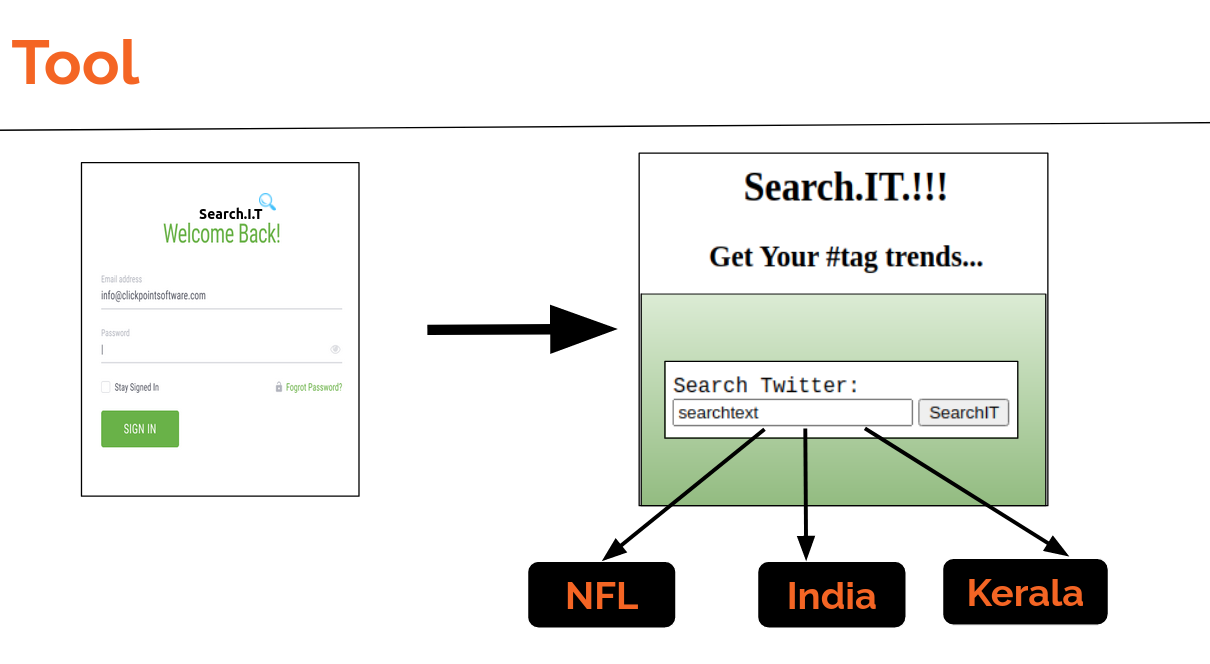 Tool
Search.I.T
Welcome Back!
Email address
info@clickpointsoftware.com
Password
Stay Signed In
Fogrot Password?
SIGN IN
Search.IT.!!!
Get Your #tag trends...
Search Twitter:
searchtext SearchIT
NFL
India
Kerala